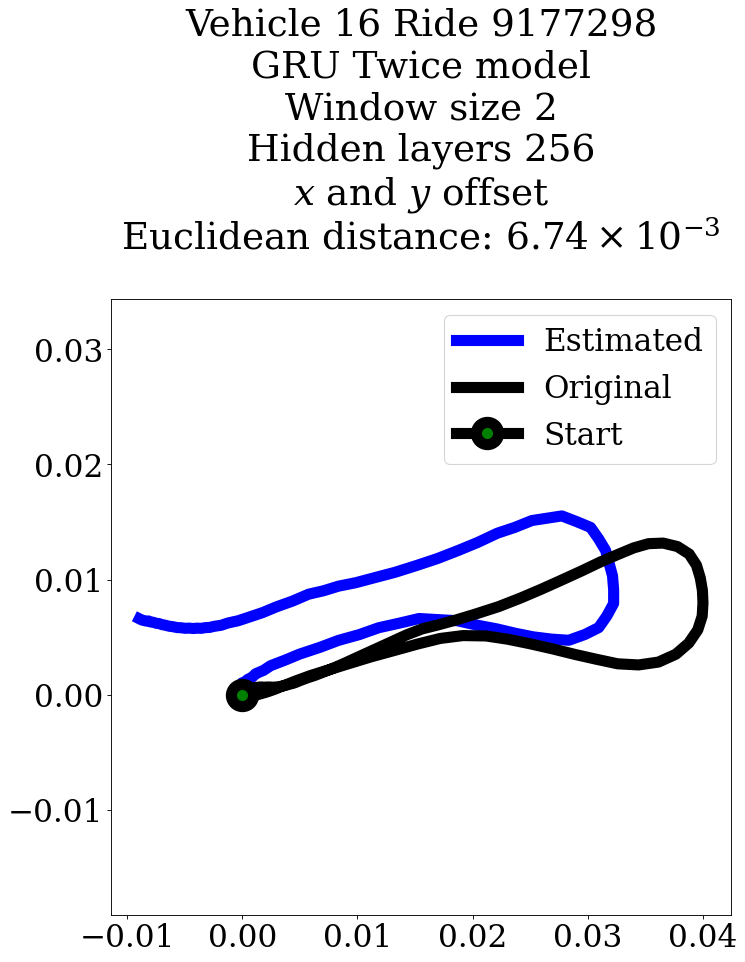 Vehicle 16 Ride 9177298
GRU Twice model
Window size 2
Hidden layers 256
x and y offset
Euclidean distance: 6.74 × 10⁻³
Estimated
Original
Start
0.03
0.02
0.01
0.00
−0.01
−0.01 0.00 0.01 0.02 0.03 0.04